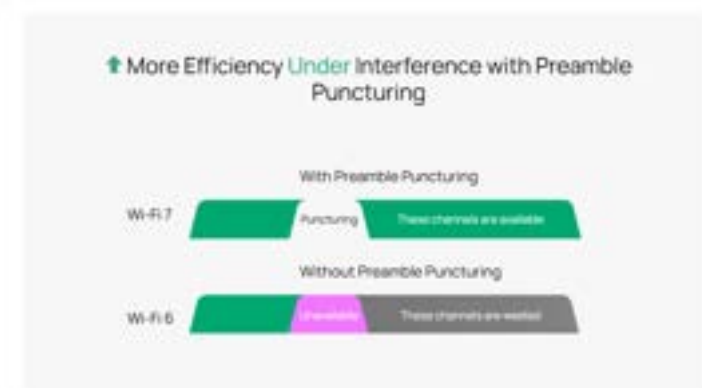 More Efficiency Under Interference with Preamble
Puncturing
With Preamble Puncturing
Wi-Fi 7
Puncturing
These channels are available
Without Preamble Puncturing
Wi-Fi 6
Unavailable
These channels are wasted